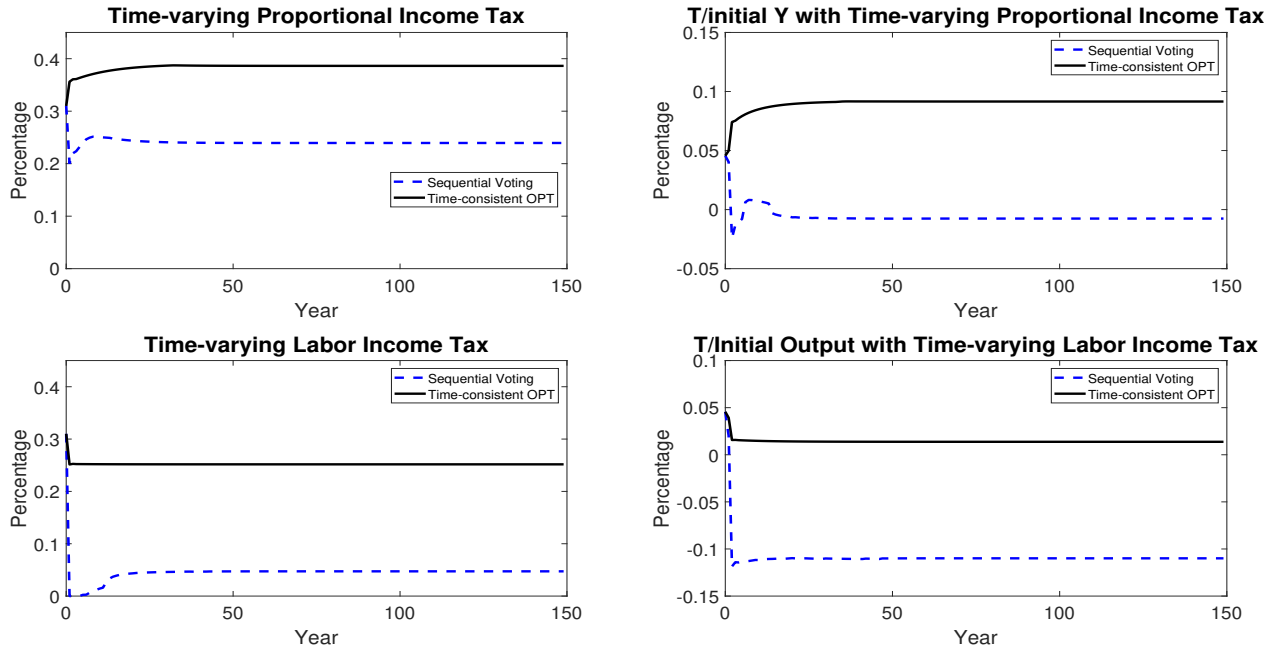 Time-varying Proportional Income Tax
0.4
0.3
0.2
0.1
0
Percentage
Sequential Voting
Time-consistent OPT
0
50
100
150
Year
T/initial Y with Time-varying Proportional Income Tax
0.15
0.1
0.05
0
-0.05
Percentage
Sequential Voting
Time-consistent OPT
0
50
100
150
Year
Time-varying Labor Income Tax
0.4
0.3
0.2
0.1
0
Percentage
Sequential Voting
Time-consistent OPT
0
50
100
150
Year
T/Initial Output with Time-varying Labor Income Tax
0.1
0.05
0
-0.05
-0.1
-0.15
Percentage
Sequential Voting
Time-consistent OPT
0
50
100
150
Year